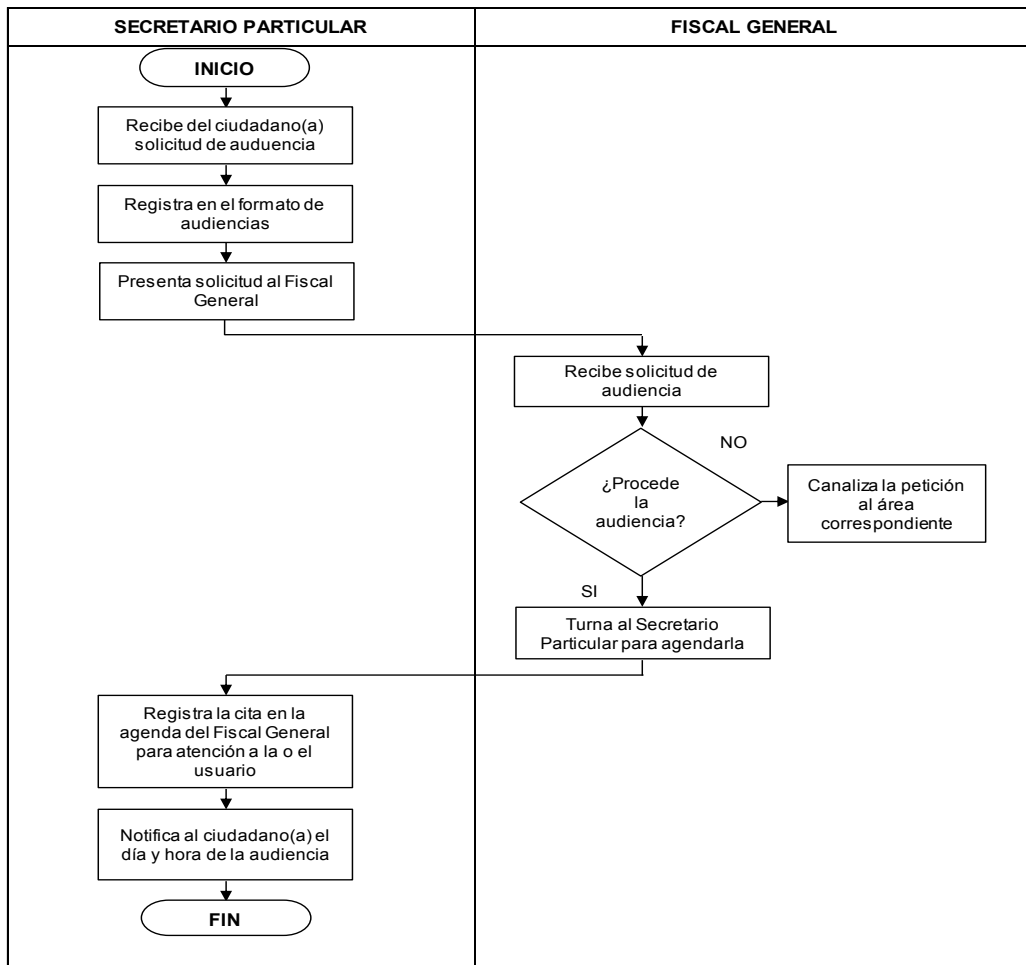 SECRETARIO PARTICULAR
FISCAL GENERAL
INICIO
Recibe del ciudadano(a)
solicitud de auduencia
Registra en el formato de
audiencias
Presenta solicitud al Fiscal
General
Recibe solicitud de
audiencia
NO
¿Procede
la
audiencia?
Canaliza la petición
al área
correspondiente
SI
Turna al Secretario
Particular para agendarla
Registra la cita en la
agenda del Fiscal General
para atención a la o el
usuario
Notifica al ciudadano(a) el
día y hora de la audiencia
FIN